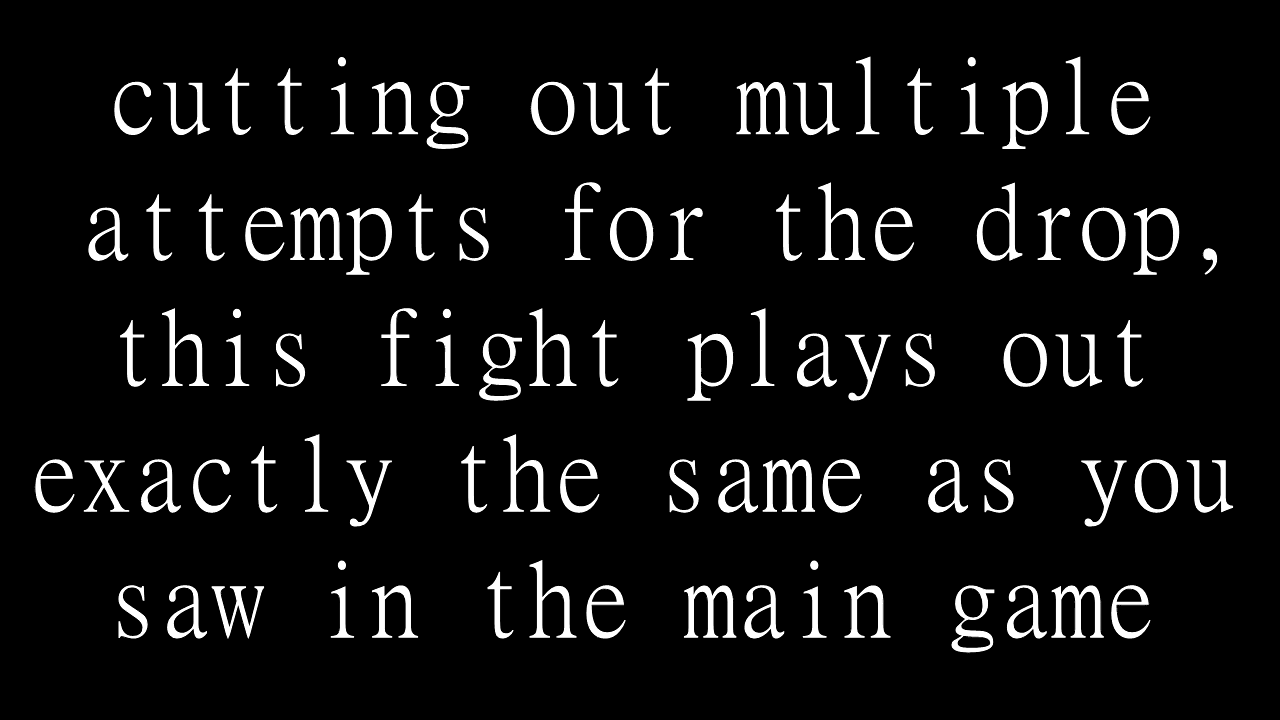 cutting out multiple
attempts for the drop,
this fight plays out
exactly the same as you
saw in the main game